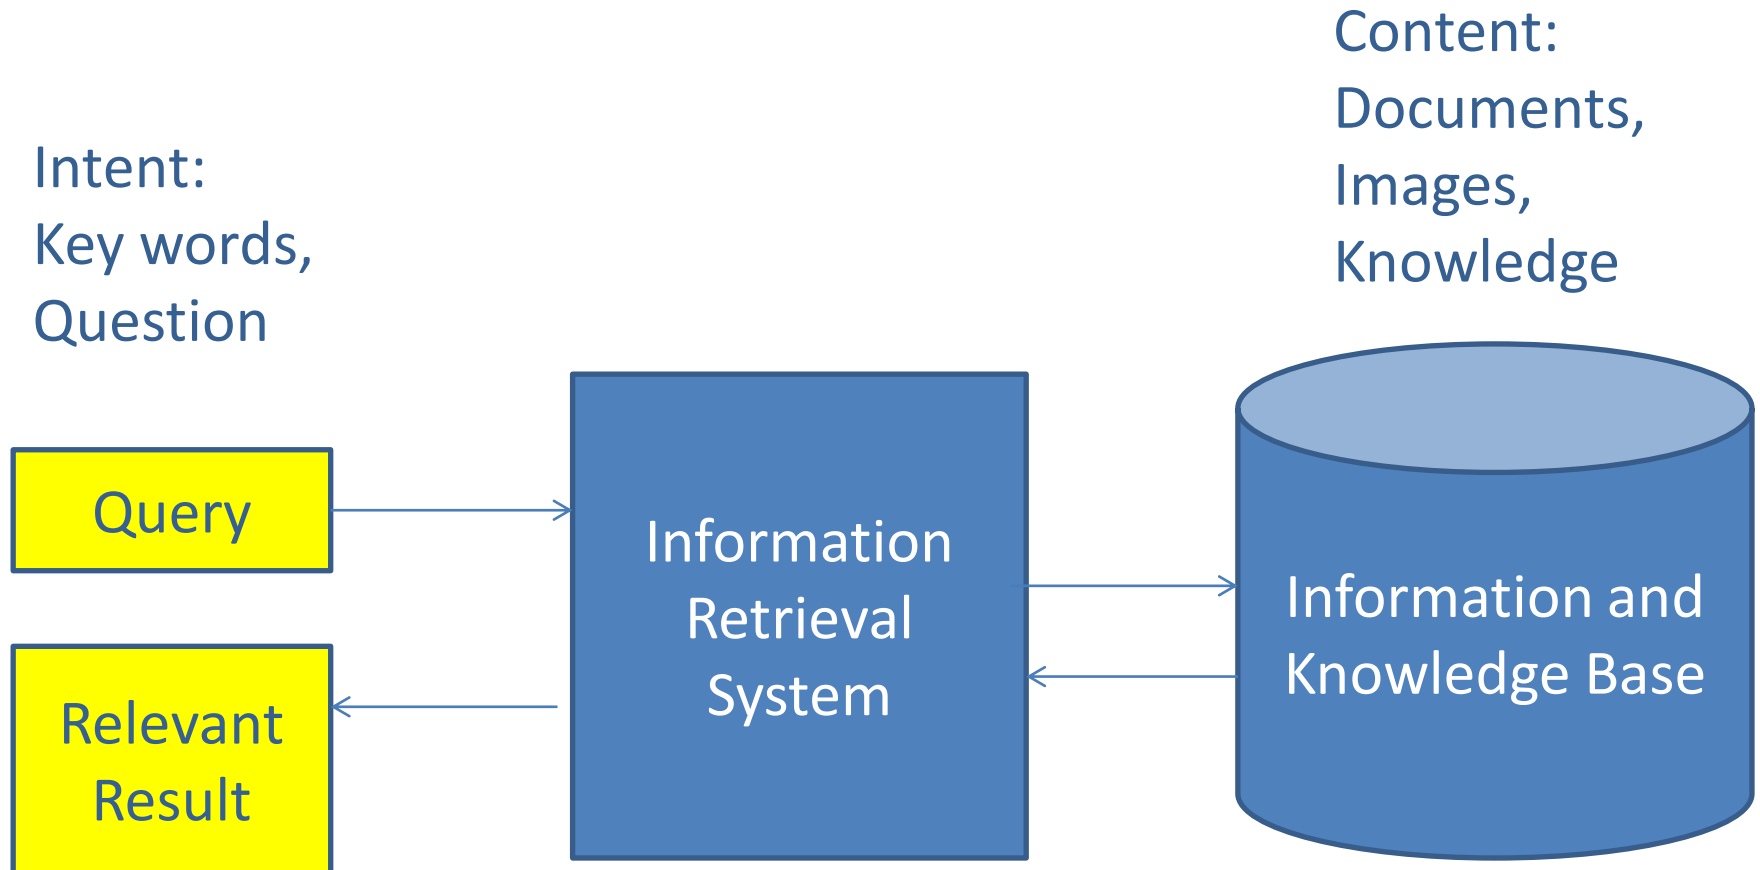 Content:
Documents,
Images,
Knowledge
Intent:
Key words,
Question
Query
Relevant
Result
Information
Retrieval
System
Information and
Knowledge Base